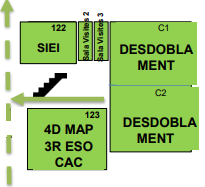 122
SIEI
Sala Visites 2
Sala Visites 3
C1
DESDOBLA
MENT
C2
DESDOBLA
MENT
123
4D MAP
3R ESO
CAC